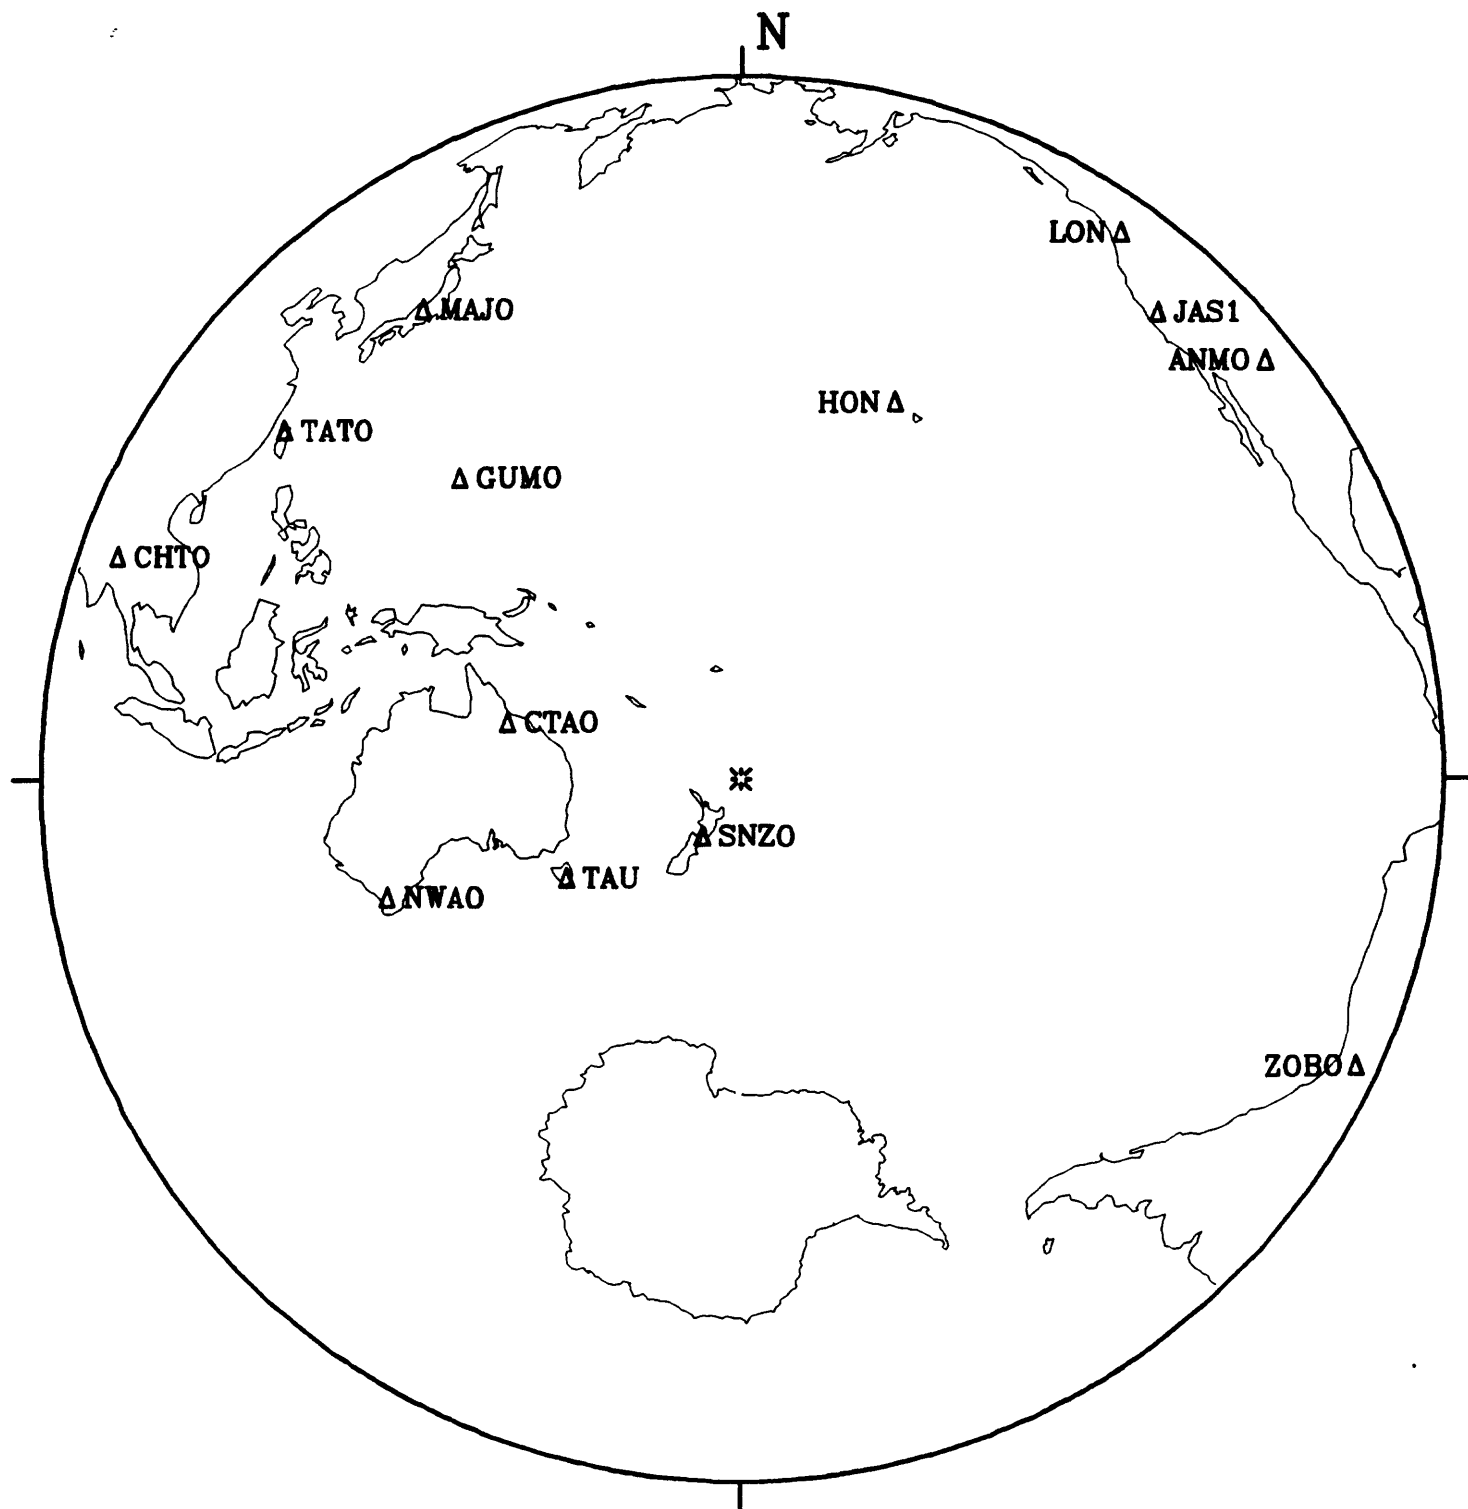 N
LON
MAJO
JAS1
ANMO
HON
TATO
GUMO
CHTO
CTAO
SNZO
TAU
NWAO
ZOBO